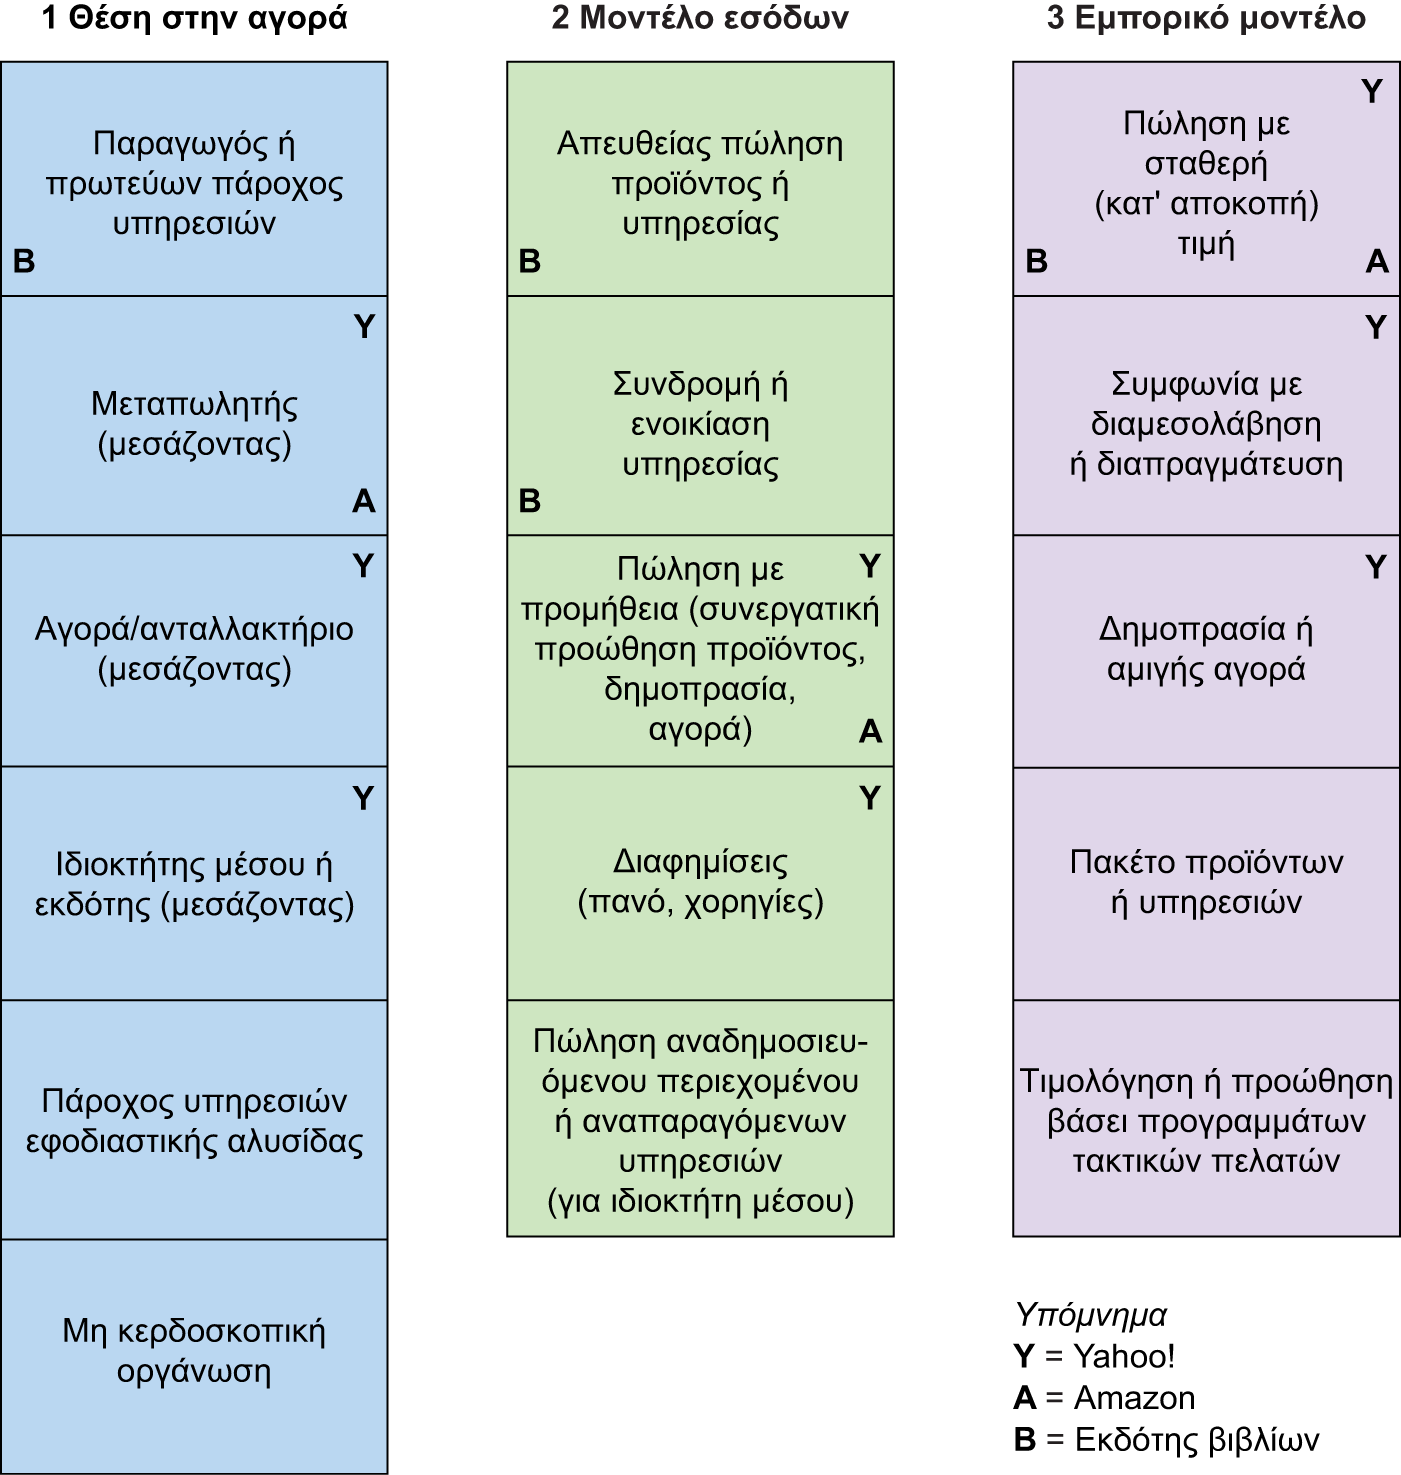 1 Θέση στην αγορά
Παραγωγός ή
πρωτεύων πάροχος
υπηρεσιών
B
Y
Μεταπωλητής
(μεσάζοντας)
A
Y
Αγορά/ανταλλακτήριο
(μεσάζοντας)
Y
Ιδιοκτήτης μέσου ή
εκδότης (μεσάζοντας)
Πάροχος υπηρεσιών
εφοδιαστικής αλυσίδας
Μη κερδοσκοπική
οργάνωση
2 Μοντέλο εσόδων
Απευθείας πώληση
προϊόντος ή
υπηρεσίας
B
Συνδρομή ή
ενοικίαση
υπηρεσίας
B
Πώληση με Y
προμήθεια (συνεργατική
προώθηση προϊόντος,
δημοπρασία,
αγορά) A
Y
Διαφημίσεις
(πανό, χορηγίες)
Πώληση αναδημοσιευ-
όμενου περιεχομένου
ή αναπαραγόμενων
υπηρεσιών
(για ιδιοκτήτη μέσου)
3 Εμπορικό μοντέλο
Y
Πώληση με
σταθερή
(κατ' αποκοπή)
τιμή
B A
Y
Συμφωνία με
διαμεσολάβηση
ή διαπραγμάτευση
Y
Δημοπρασία ή
αμιγής αγορά
Πακέτο προϊόντων
ή υπηρεσιών
Τιμολόγηση ή προώθηση
βάσει προγραμμάτων
τακτικών πελατών
Υπόμνημα
Y = Yahoo!
A = Amazon
B = Εκδότης βιβλίων